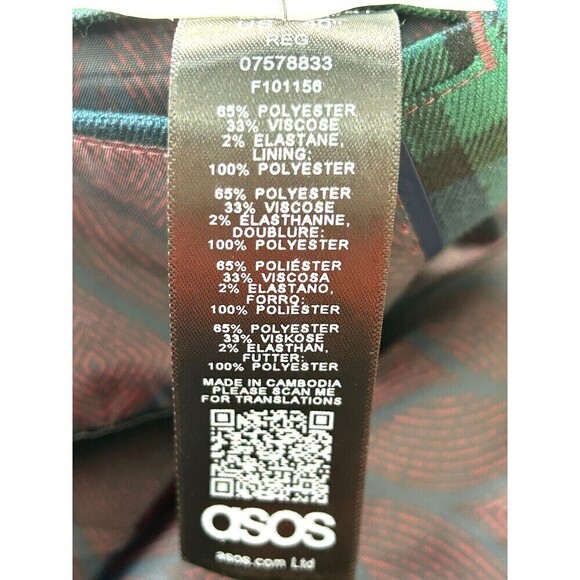 REG
07578833
F101156
65% POLYESTER
33% VISCOSE
2% ELASTANE,
LINING:
100% POLYESTER
65% POLYESTER
33% VISCOSE
2% ELASTHANNE,
DOUBLURE:
100% POLYESTER
65% POLIÉSTER
33% VISCOSA
2% ELASTANO,
FORRO:
100% POLIÉSTER
65% POLYESTER
33% VISKOSE
2% ELASTHAN,
FUTTER:
100% POLYESTER
MADE IN CAMBODIA
PLEASE SCAN ME
FOR TRANSLATIONS
asos
asos.com Ltd